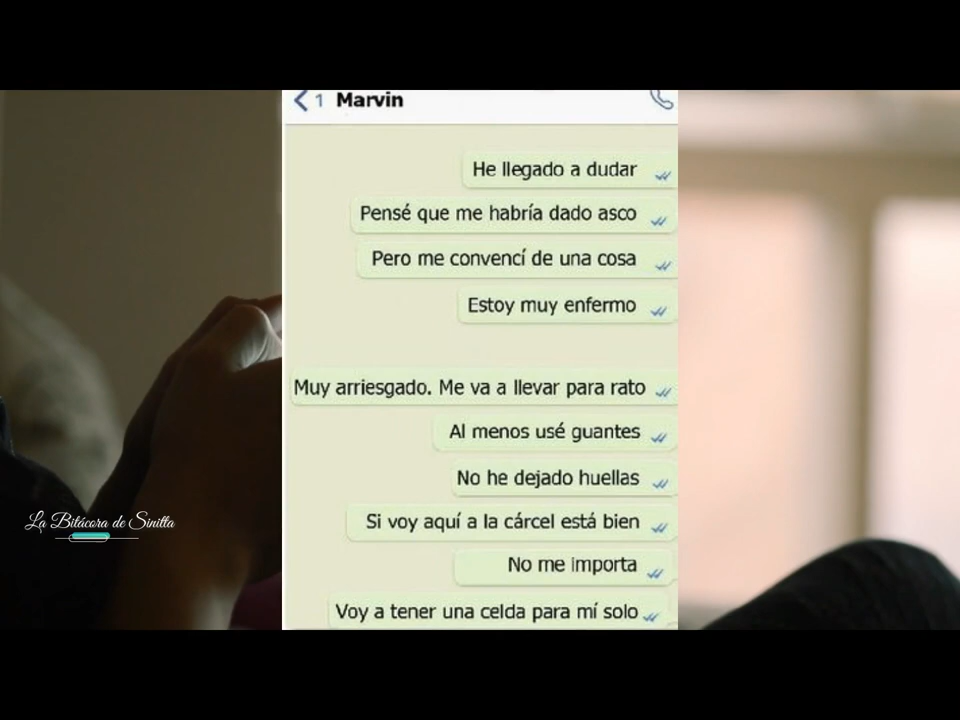 1 Marvin
He llegado a dudar
Pensé que me habría dado asco
Pero me convencí de una cosa
Estoy muy enfermo
Muy arriesgado. Me va a llevar para rato
Al menos usé guantes
No he dejado huellas
Si voy aquí a la cárcel está bien
No me importa
Voy a tener una celda para mí solo
La Bitácora de Sinitta